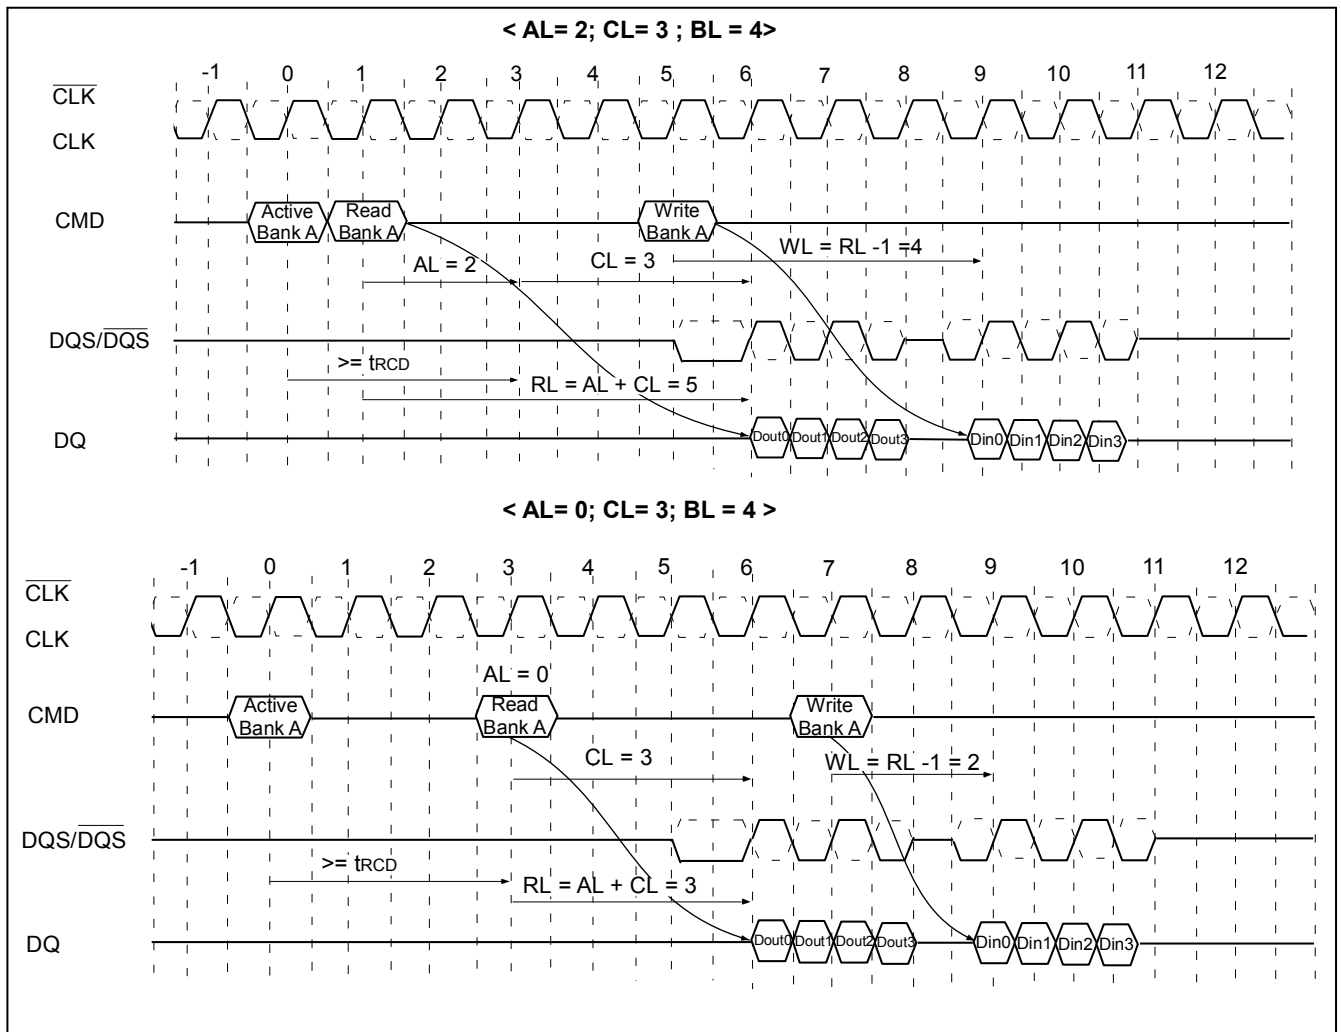 < AL= 2; CL= 3 ; BL = 4>
-1 0 1 2 3 4 5 6 7 8 9 10 11 12
CLK
CLK
CMD
Active Bank A
Read Bank A
Write Bank A
WL = RL -1 =4
AL = 2
CL = 3
DQS/DQS
>= tRCD
RL = AL + CL = 5
DQ
Dout0 Dout1 Dout2 Dout3
Din0 Din1 Din2 Din3
< AL= 0; CL= 3; BL = 4 >
-1 0 1 2 3 4 5 6 7 8 9 10 11 12
CLK
CLK
AL = 0
CMD
Active Bank A
Read Bank A
Write Bank A
CL = 3
WL = RL -1 = 2
DQS/DQS
>= tRCD
RL = AL + CL = 3
DQ
Dout0 Dout1 Dout2 Dout3
Din0 Din1 Din2 Din3